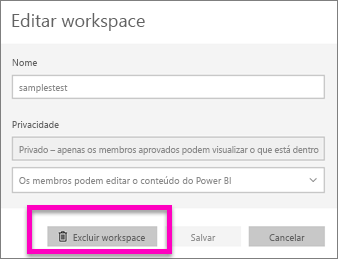 Editar workspace
Nome
samplestest
Privacidade
Privado – apenas os membros aprovados podem visualizar o que está dentro
Os membros podem editar o conteúdo do Power BI
Excluir workspace Salvar Cancelar